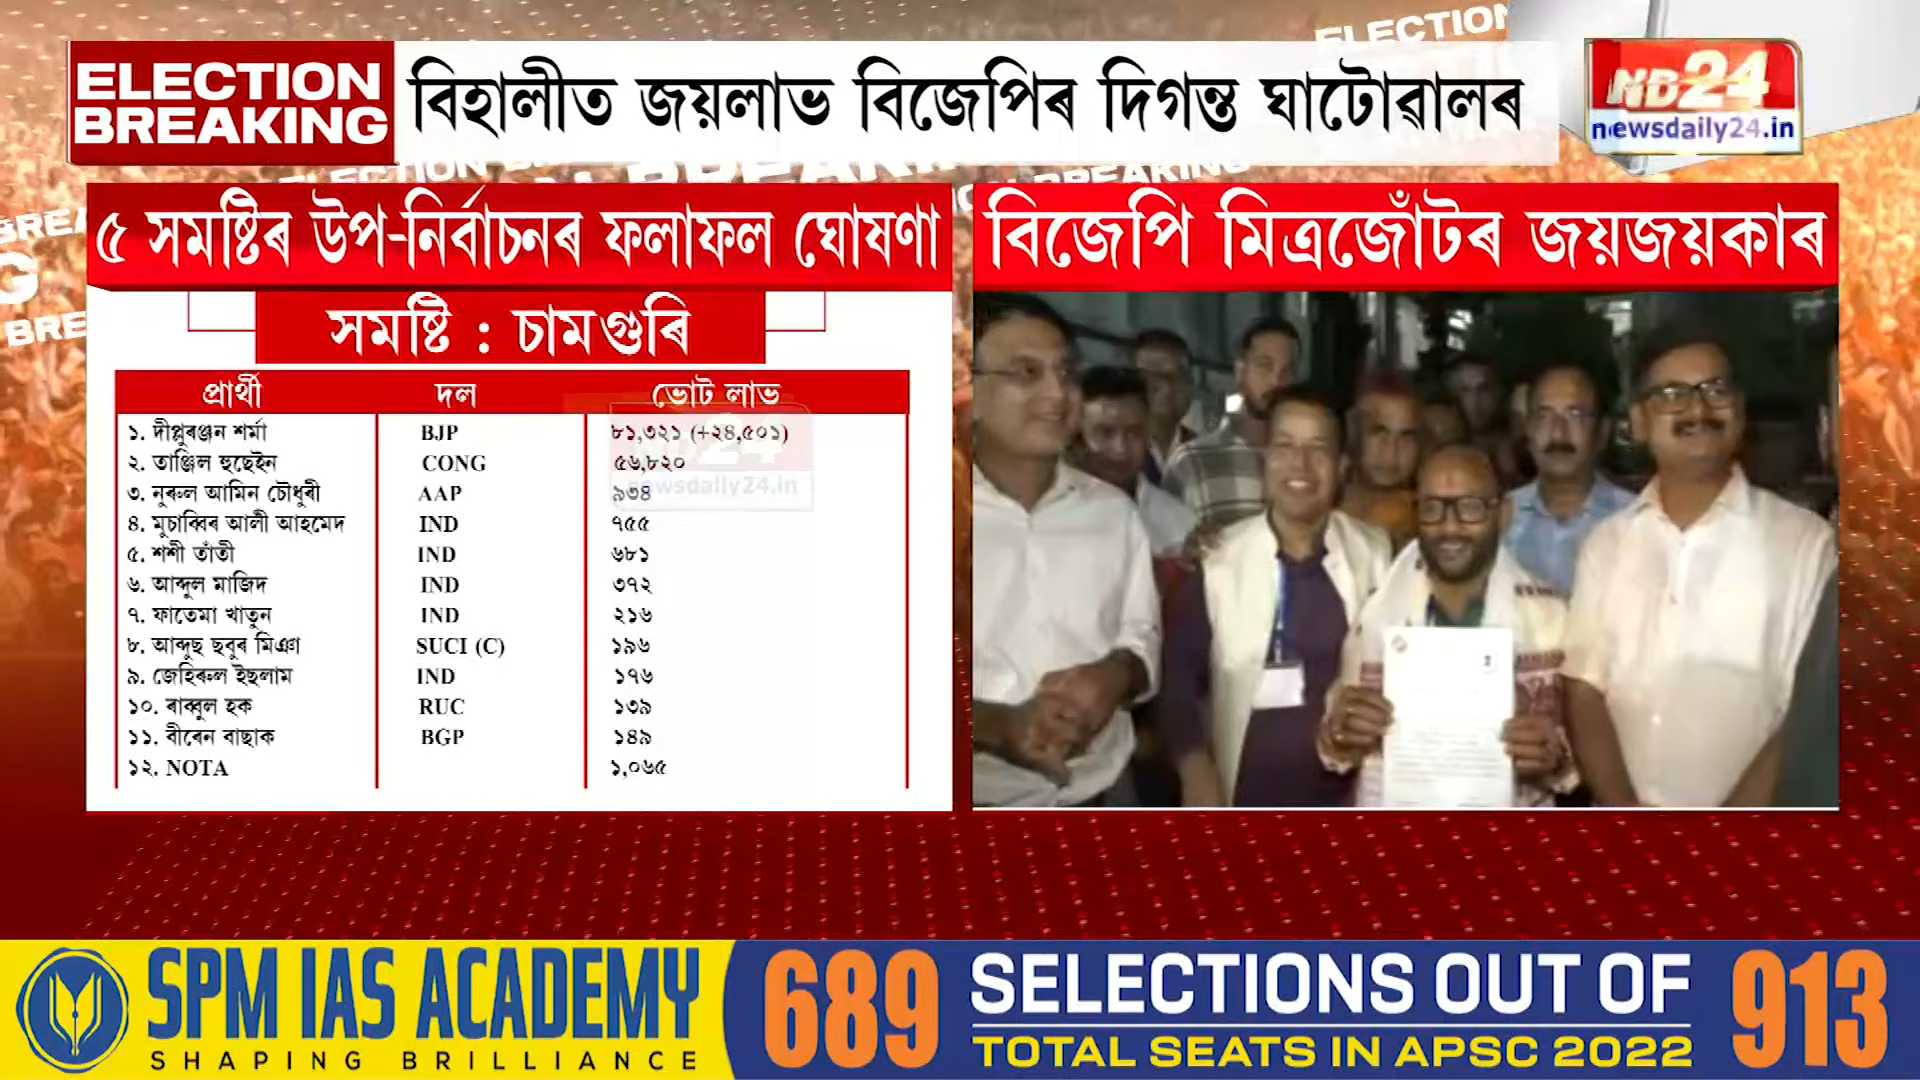 ELECTION
BREAKING
বিহালীত জয়লাভ বিজেপিৰ দিগন্ত ঘাটোৱালৰ
ND24
newsdaily24.in
৫ সমষ্টিৰ উপ-নিৰ্বাচনৰ ফলাফল ঘোষণা
সমষ্টি : চামগুৰি
প্ৰাৰ্থী দল ভোট লাভ
১. দীপ্লুৰঞ্জন শৰ্মা BJP ৮১,৩২১ (+২৪,৫০১)
২. তাঞ্জিল হুছেইন CONG ৫৬,৮২০
৩. নুৰুল আমিন চৌধুৰী AAP ৯৩৪
৪. মুচাব্বিৰ আলী আহমেদ IND ৭৫৫
৫. শশী তাঁতী IND ৬৮১
৬. আব্দুল মাজিদ IND ৩৭২
৭. ফাতেমা খাতুন IND ২১৬
৮. আব্দুছ ছবুৰ মিঞা SUCI (C) ১৯৬
৯. জেহিৰুল ইছলাম IND ১৭৬
১০. ৰাব্বুল হক RUC ১৩৯
১১. বীৰেন বাছাক BGP ১৪৯
১২. NOTA ১,০৬৫
বিজেপি মিত্ৰজোঁটৰ জয়জয়কাৰ
SPM IAS ACADEMY
SHAPING BRILLIANCE
689 SELECTIONS OUT OF 913
TOTAL SEATS IN APSC 2022